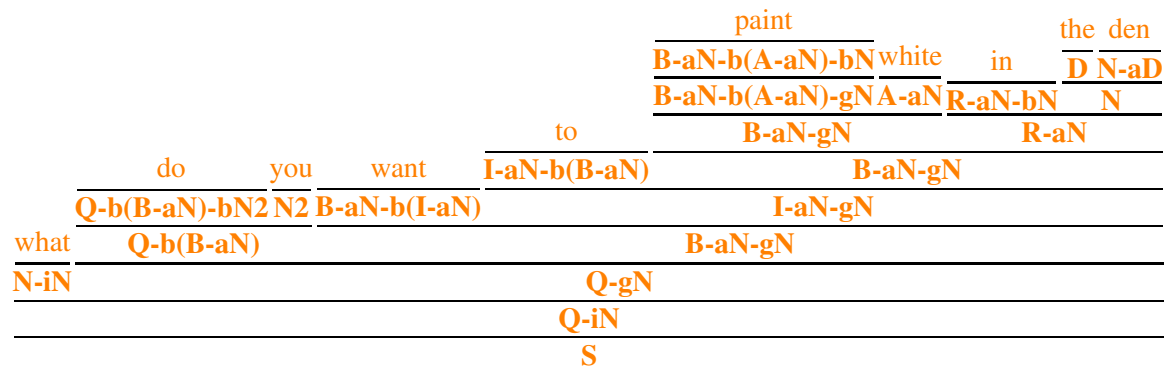 paint the den
B-aN-b(A-aN)-bN white in D N-aD
B-aN-b(A-aN)-gN A-aN R-aN-bN N
to B-aN-gN R-aN
do you want I-aN-b(B-aN) B-aN-gN
Q-b(B-aN)-bN2 N2 B-aN-b(I-aN) I-aN-gN
what Q-b(B-aN) B-aN-gN
N-iN Q-gN
Q-iN
S